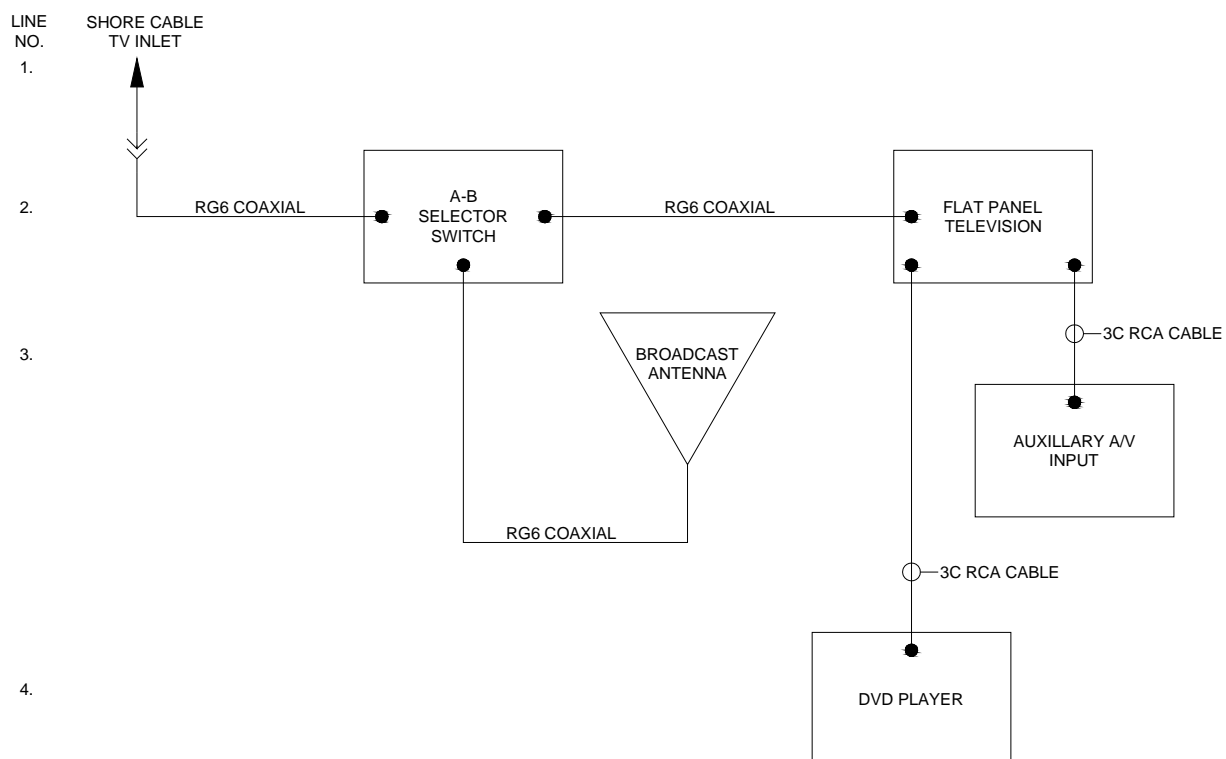 LINE
NO.
SHORE CABLE
TV INLET
1.
2.
RG6 COAXIAL
A-B
SELECTOR
SWITCH
RG6 COAXIAL
FLAT PANEL
TELEVISION
3.
BROADCAST
ANTENNA
3C RCA CABLE
AUXILLARY A/V
INPUT
RG6 COAXIAL
3C RCA CABLE
4.
DVD PLAYER